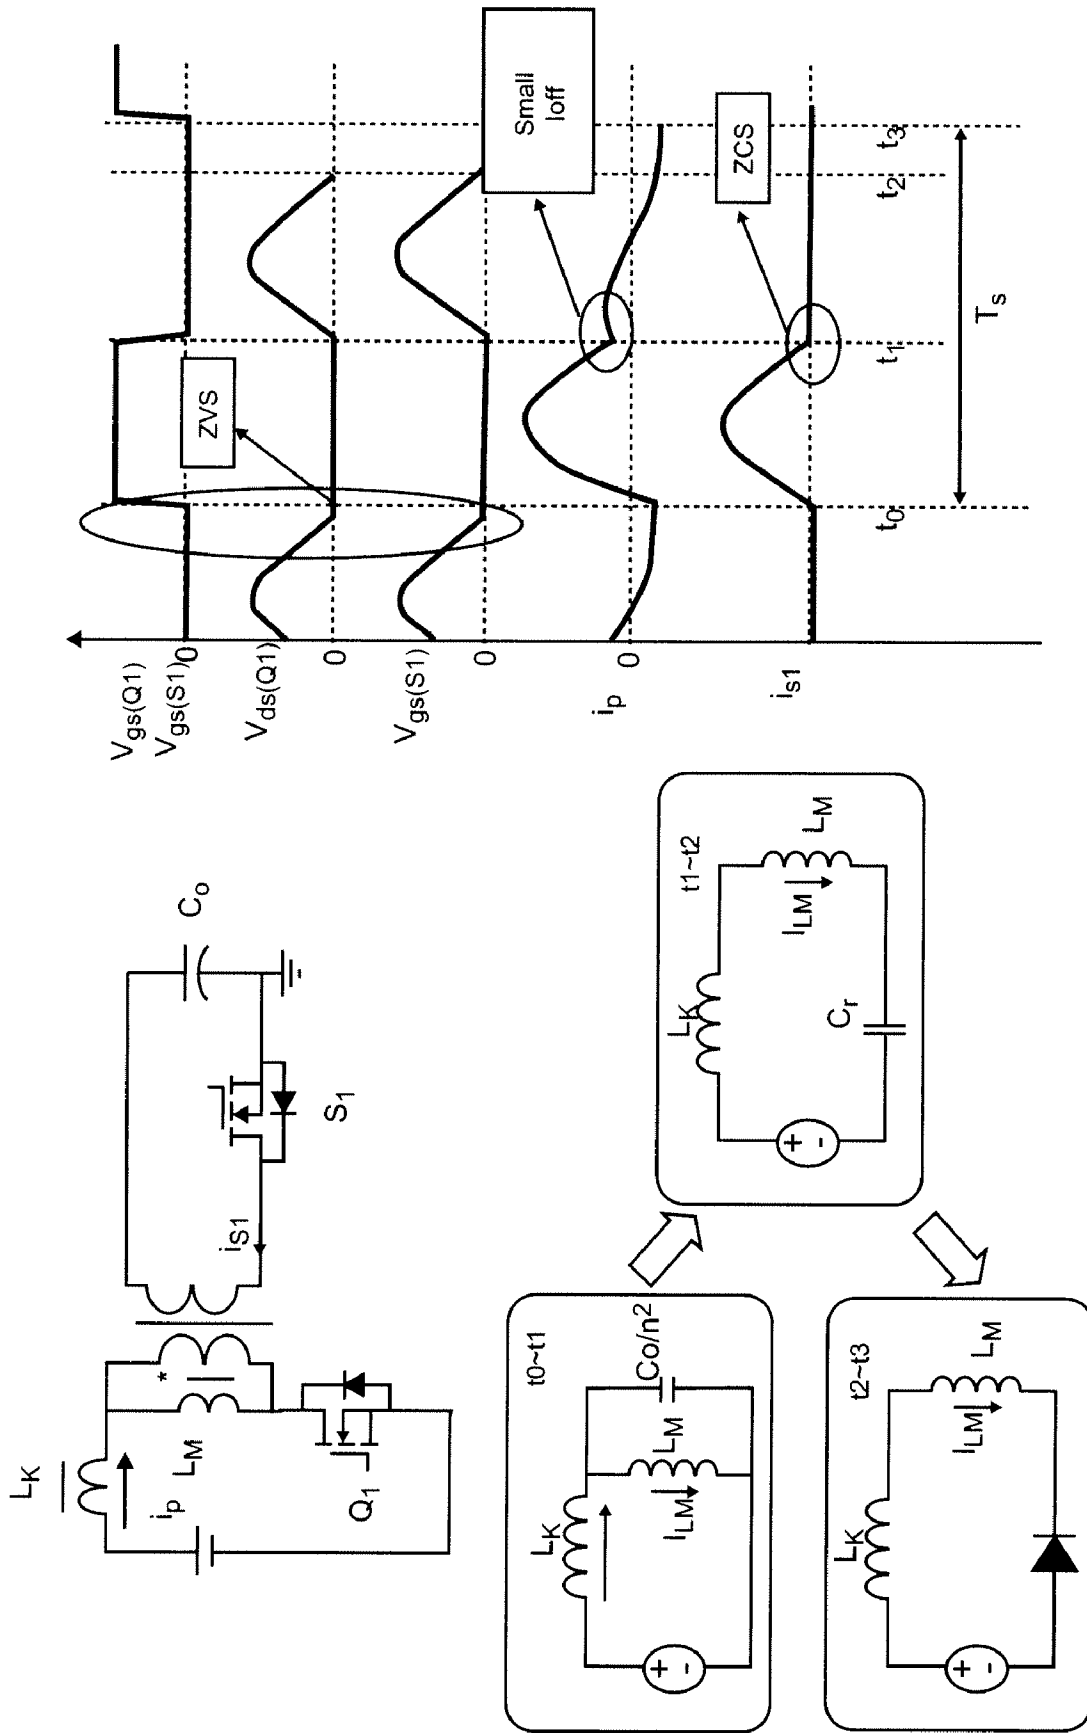 L_K
i_p
L_M
*
Q_1
i_S1
S_1
C_o
t0~t1
L_K
+
-
I_LM
L_M
Co/n^2
t1~t2
L_K
+
-
I_LM
L_M
C_r
t2~t3
L_K
+
-
I_LM
L_M
V_gs(Q1)
V_gs(S1) 0
V_ds(Q1)
0
V_gs(S1)
0
i_p
0
i_s1
ZVS
Small
Ioff
ZCS
t_0
t_1
t_2
t_3
T_s